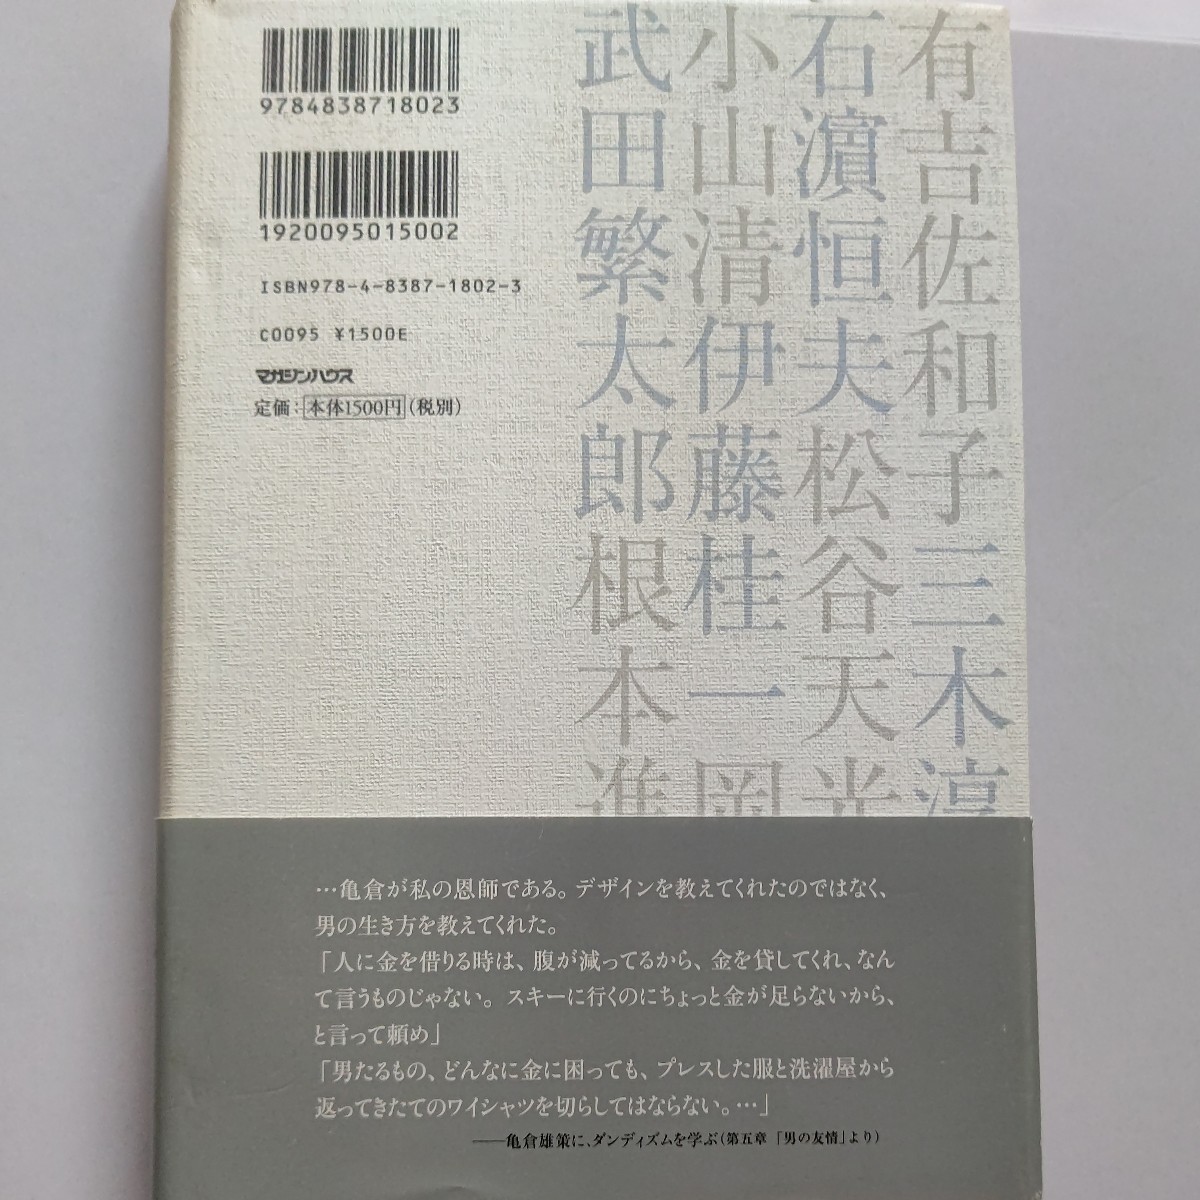 9784838718023
1920095015002
ISBN978-4-8387-1802-3
C0095 ¥1500E
マガジンハウス
定価：本体1500円（税別）
有吉佐和子三木淳
石濵恒夫松谷天光
小山清伊藤桂一岡
武田繁太郎根本進
…亀倉が私の恩師である。デザインを教えてくれたのではなく、
男の生き方を教えてくれた。
「人に金を借りる時は、腹が減ってるから、金を貸してくれ、なん
て言うものじゃない。スキーに行くのにちょっと金が足らないから、
と言って頼め」
「男たるもの、どんなに金に困っても、プレスした服と洗濯屋から
返ってきたてのワイシャツを切らしてはならない。…」
――亀倉雄策に、ダンディズムを学ぶ（第五章「男の友情」より）